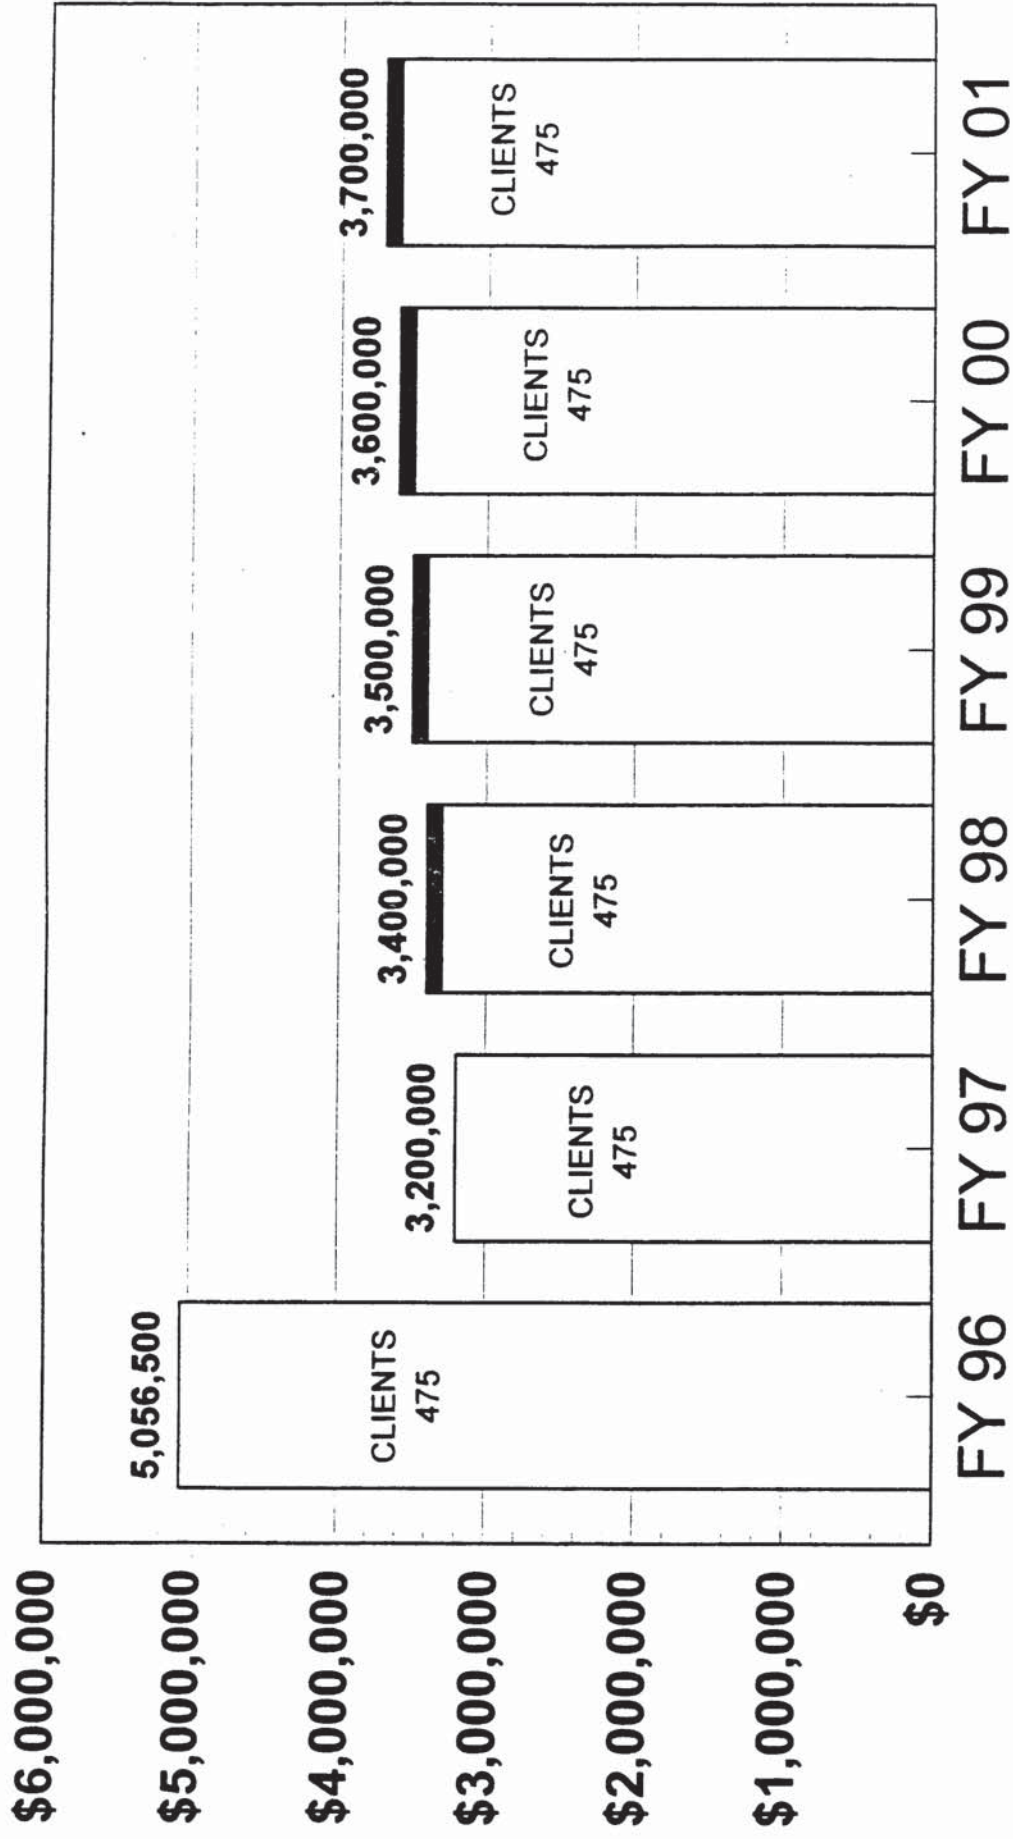 $6,000,000
$5,000,000
$4,000,000
$3,000,000
$2,000,000
$1,000,000
$0
5,056,500
CLIENTS
475
3,200,000
CLIENTS
475
3,400,000
CLIENTS
475
3,500,000
CLIENTS
475
3,600,000
CLIENTS
475
3,700,000
CLIENTS
475
FY 96 FY 97 FY 98 FY 99 FY 00 FY 01